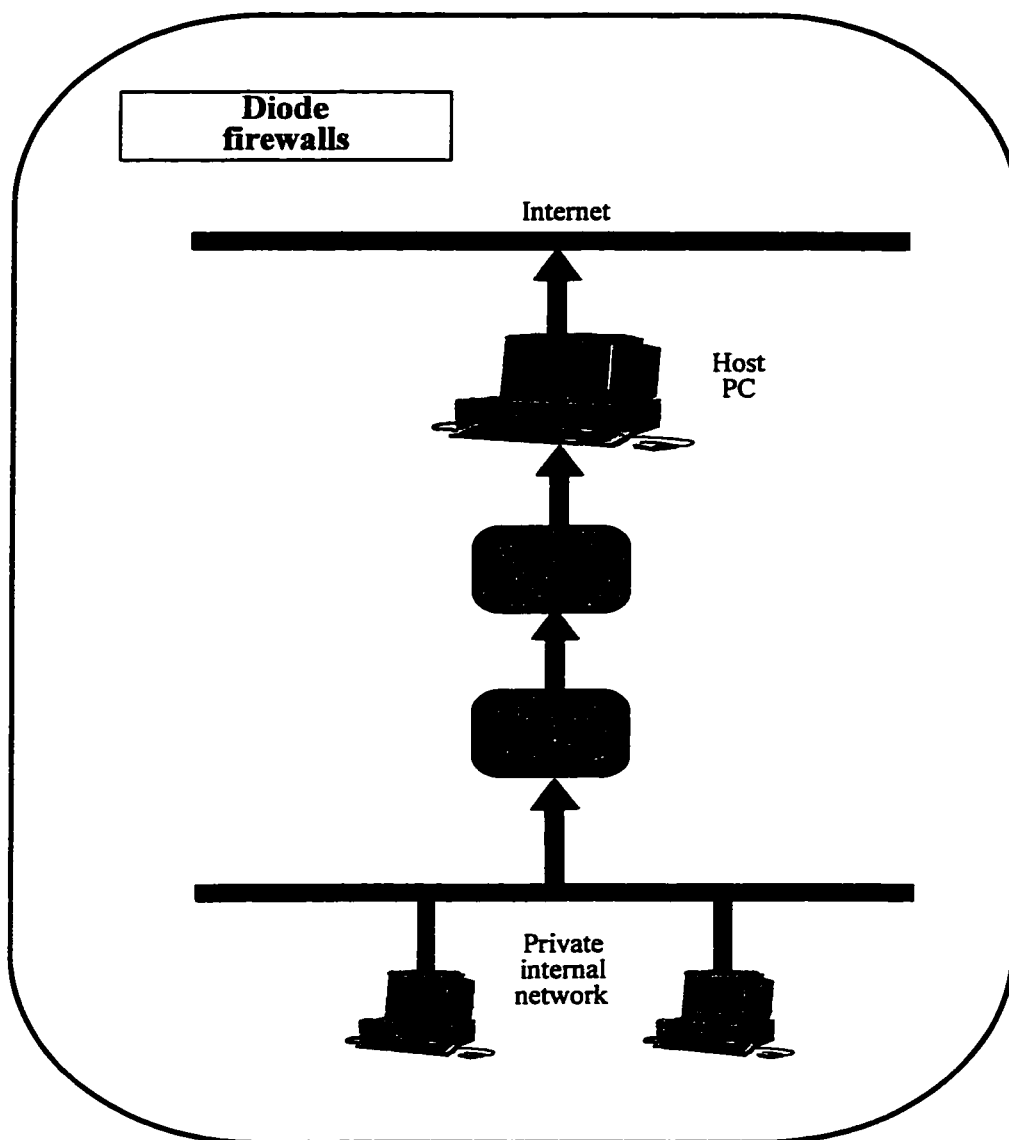 Diode
firewalls
Internet
Host
PC
Private
internal
network